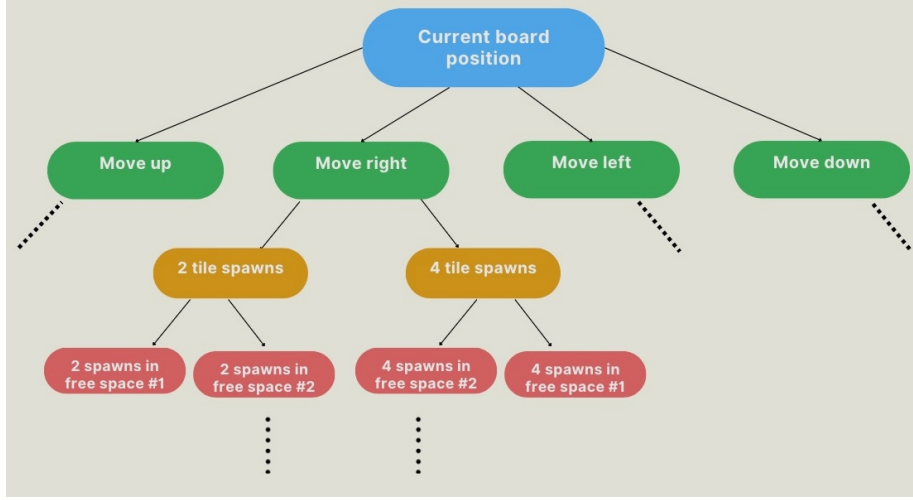 Current board
position
Move up
Move right
Move left
Move down
2 tile spawns
4 tile spawns
2 spawns in
free space #1
2 spawns in
free space #2
4 spawns in
free space #2
4 spawns in
free space #1